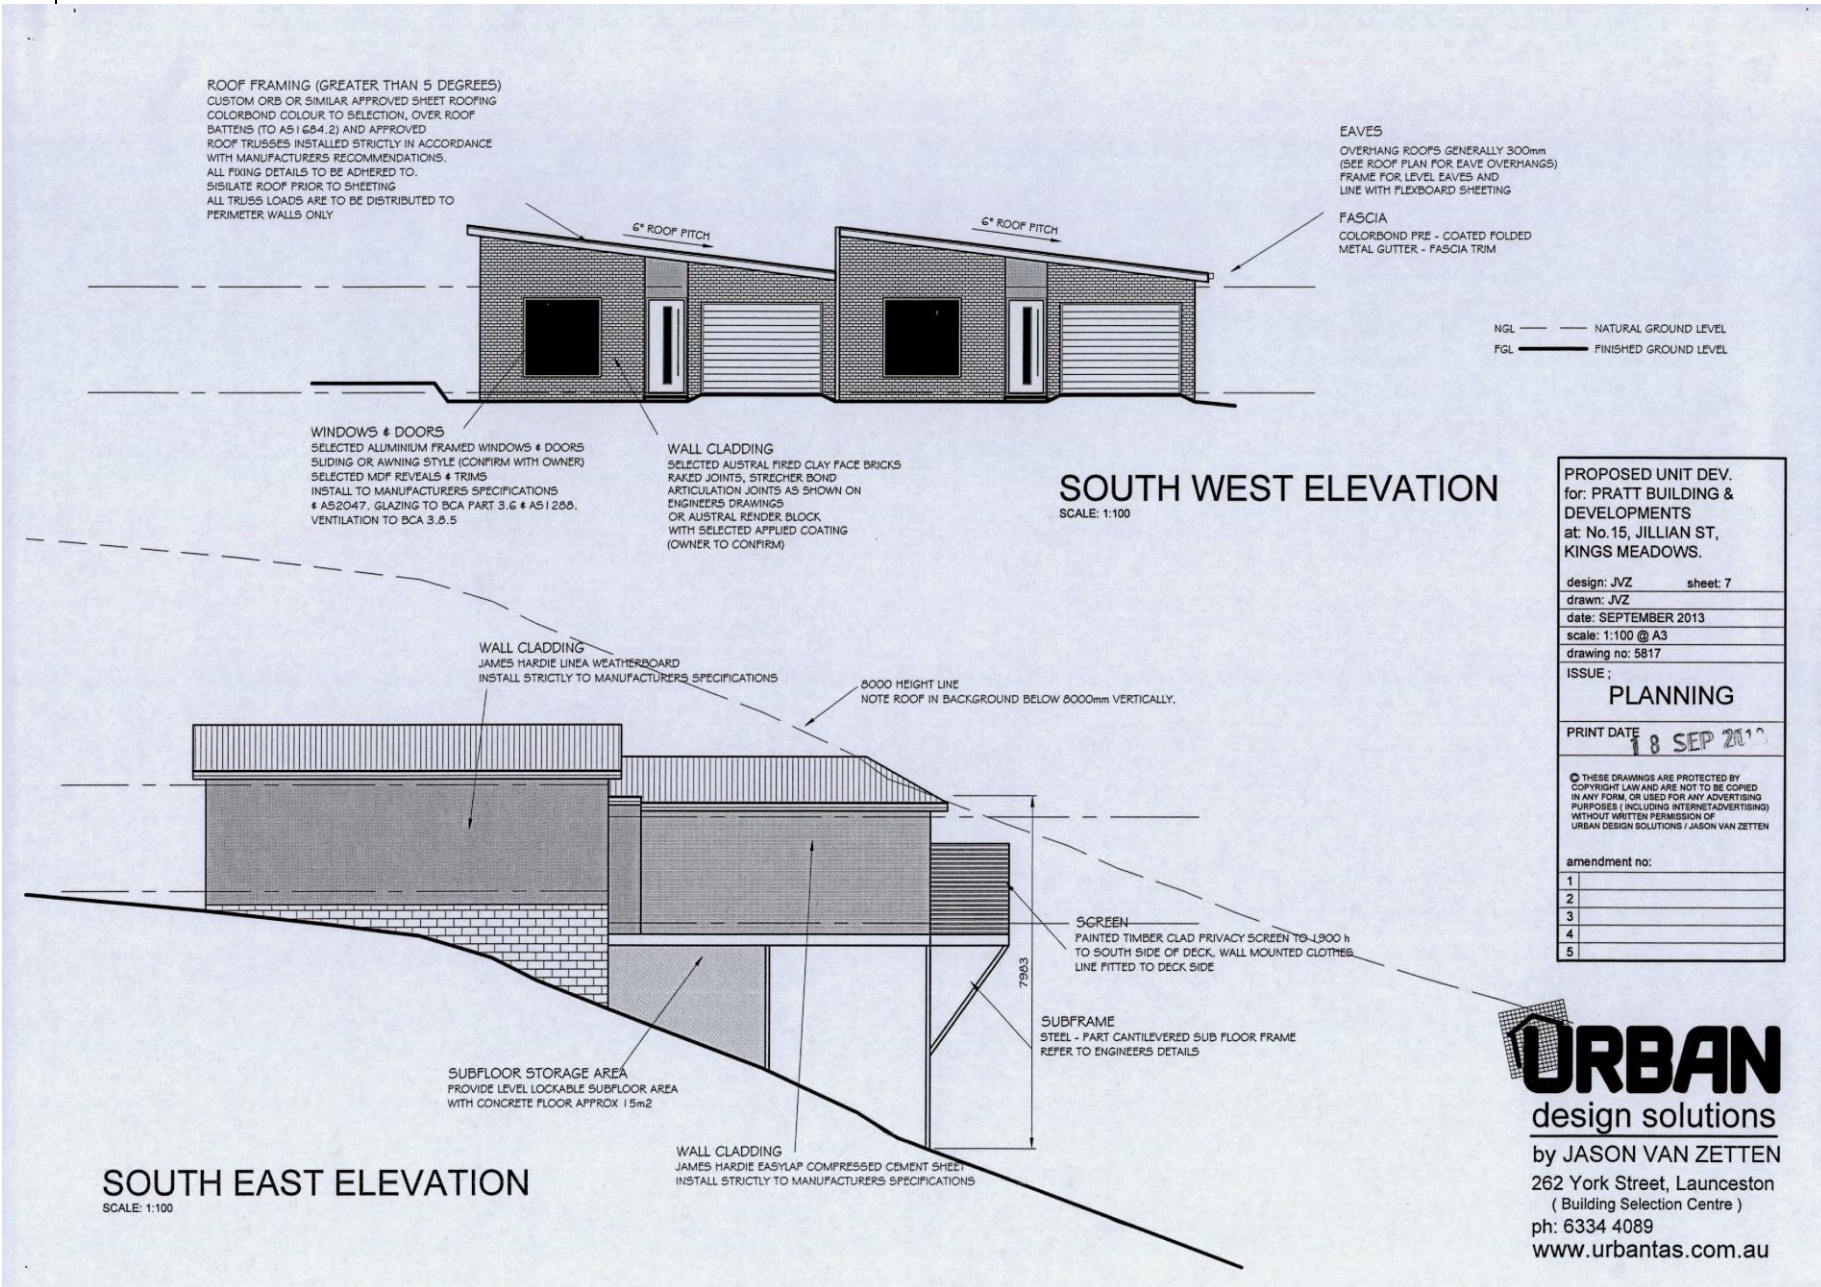 ROOF FRAMING (GREATER THAN 5 DEGREES)
CUSTOM ORB OR SIMILAR APPROVED SHEET ROOFING
COLORBOND COLOUR TO SELECTION, OVER ROOF
BATTENS (TO AS1684.2) AND APPROVED
ROOF TRUSSES INSTALLED STRICTLY IN ACCORDANCE
WITH MANUFACTURERS RECOMMENDATIONS.
ALL FIXING DETAILS TO BE ADHERED TO.
SISILATE ROOF PRIOR TO SHEETING
ALL TRUSS LOADS ARE TO BE DISTRIBUTED TO
PERIMETER WALLS ONLY
6° ROOF PITCH
6° ROOF PITCH
EAVES
OVERHANG ROOFS GENERALLY 300mm
(SEE ROOF PLAN FOR EAVE OVERHANGS)
FRAME FOR LEVEL EAVES AND
LINE WITH FLEXBOARD SHEETING
FASCIA
COLORBOND PRE - COATED FOLDED
METAL GUTTER - FASCIA TRIM
NGL NATURAL GROUND LEVEL
FGL FINISHED GROUND LEVEL
WINDOWS & DOORS
SELECTED ALUMINIUM FRAMED WINDOWS & DOORS
SLIDING OR AWNING STYLE (CONFIRM WITH OWNER)
SELECTED MDF REVEALS & TRIMS
INSTALL TO MANUFACTURERS SPECIFICATIONS
& AS2047. GLAZING TO BCA PART 3.6 & AS1288.
VENTILATION TO BCA 3.8.5
WALL CLADDING
SELECTED AUSTRAL FIRED CLAY FACE BRICKS
RAKED JOINTS, STRECHER BOND
ARTICULATION JOINTS AS SHOWN ON
ENGINEERS DRAWINGS
OR AUSTRAL RENDER BLOCK
WITH SELECTED APPLIED COATING
(OWNER TO CONFIRM)
SOUTH WEST ELEVATION
SCALE: 1:100
WALL CLADDING
JAMES HARDIE LINEA WEATHERBOARD
INSTALL STRICTLY TO MANUFACTURERS SPECIFICATIONS
8000 HEIGHT LINE
NOTE ROOF IN BACKGROUND BELOW 8000mm VERTICALLY.
7983
SCREEN
PAINTED TIMBER CLAD PRIVACY SCREEN TO 1,900 h
TO SOUTH SIDE OF DECK. WALL MOUNTED CLOTHES
LINE FITTED TO DECK SIDE
SUBFRAME
STEEL - PART CANTILEVERED SUB FLOOR FRAME
REFER TO ENGINEERS DETAILS
SUBFLOOR STORAGE AREA
PROVIDE LEVEL LOCKABLE SUBFLOOR AREA
WITH CONCRETE FLOOR APPROX 15m2
WALL CLADDING
JAMES HARDIE EASYLAP COMPRESSED CEMENT SHEET
INSTALL STRICTLY TO MANUFACTURERS SPECIFICATIONS
SOUTH EAST ELEVATION
SCALE: 1:100
PROPOSED UNIT DEV.
for: PRATT BUILDING &
DEVELOPMENTS
at: No.15, JILLIAN ST,
KINGS MEADOWS.
design: JVZ sheet: 7
drawn: JVZ
date: SEPTEMBER 2013
scale: 1:100 @ A3
drawing no: 5817
ISSUE ;
PLANNING
PRINT DATE
18 SEP
© THESE DRAWINGS ARE PROTECTED BY
COPYRIGHT LAW AND ARE NOT TO BE COPIED
IN ANY FORM, OR USED FOR ANY ADVERTISING
PURPOSES ( INCLUDING INTERNETADVERTISING)
WITHOUT WRITTEN PERMISSION OF
URBAN DESIGN SOLUTIONS / JASON VAN ZETTEN
amendment no:
1
2
3
4
5
URBAN
design solutions
by JASON VAN ZETTEN
262 York Street, Launceston
( Building Selection Centre )
ph: 6334 4089
www.urbantas.com.au